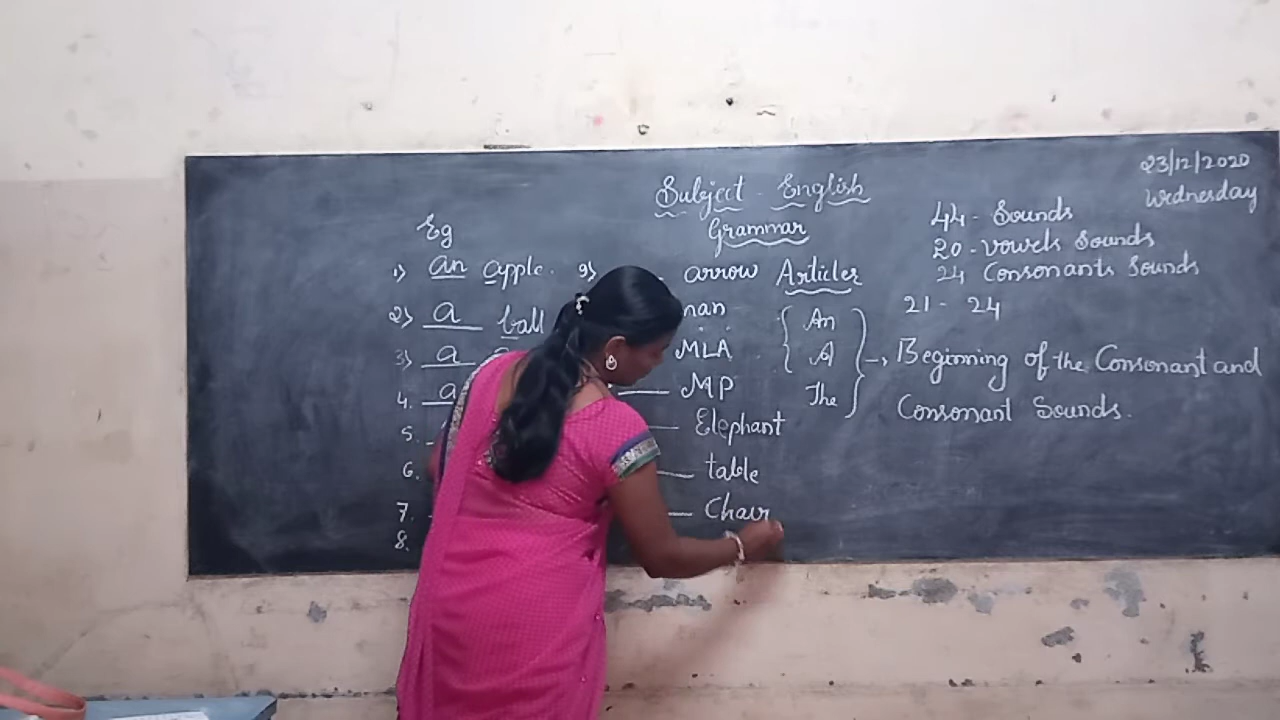 23/12/2020
Wednesday
Subject - English
Grammar
Eg
1) an apple.
2) a ball
3) a
4. a
5.
6.
7.
8.
9) arrow
MLA
MP
Elephant
table
Chair
Articles
An
A
The
44 - Sounds
20 - vowels Sounds
24 Consonants Sounds
21 - 24
Beginning of the Consonant and
Consonant Sounds.